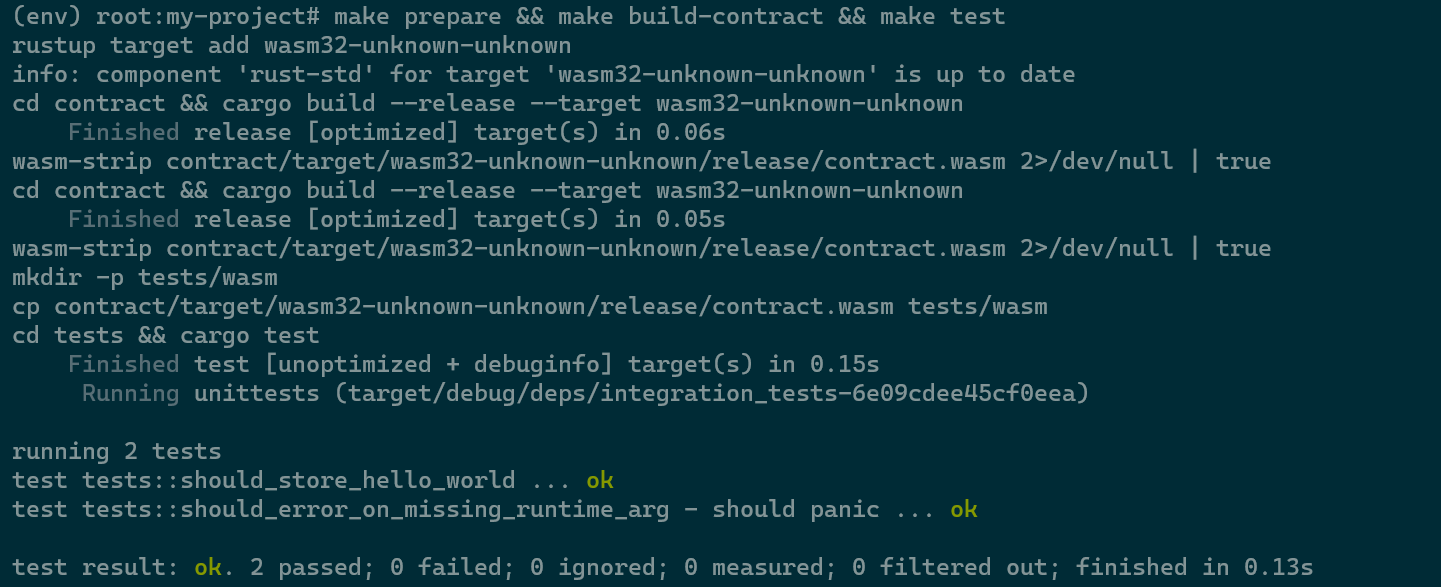 (env) root:my-project# make prepare && make build-contract && make test
rustup target add wasm32-unknown-unknown
info: component 'rust-std' for target 'wasm32-unknown-unknown' is up to date
cd contract && cargo build --release --target wasm32-unknown-unknown
    Finished release [optimized] target(s) in 0.06s
wasm-strip contract/target/wasm32-unknown-unknown/release/contract.wasm 2>/dev/null | true
cd contract && cargo build --release --target wasm32-unknown-unknown
    Finished release [optimized] target(s) in 0.05s
wasm-strip contract/target/wasm32-unknown-unknown/release/contract.wasm 2>/dev/null | true
mkdir -p tests/wasm
cp contract/target/wasm32-unknown-unknown/release/contract.wasm tests/wasm
cd tests && cargo test
    Finished test [unoptimized + debuginfo] target(s) in 0.15s
     Running unittests (target/debug/deps/integration_tests-6e09cdee45cf0eea)

running 2 tests
test tests::should_store_hello_world ... ok
test tests::should_error_on_missing_runtime_arg - should panic ... ok

test result: ok. 2 passed; 0 failed; 0 ignored; 0 measured; 0 filtered out; finished in 0.13s